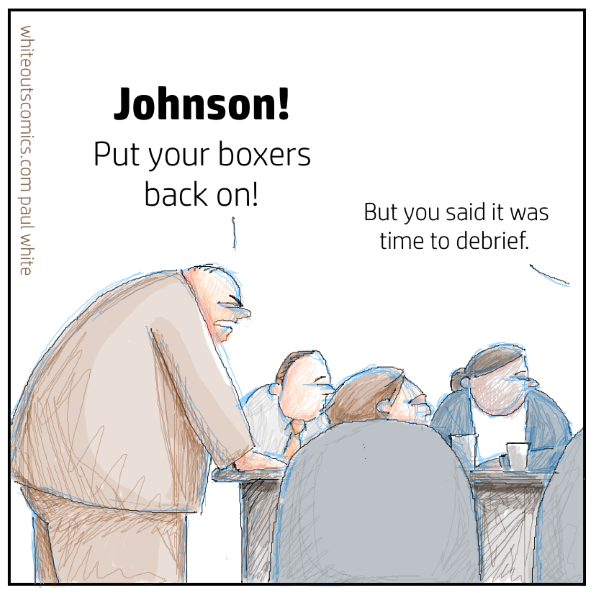 whiteoutscomics.com paul white
Johnson!
Put your boxers
back on!
But you said it was
time to debrief.